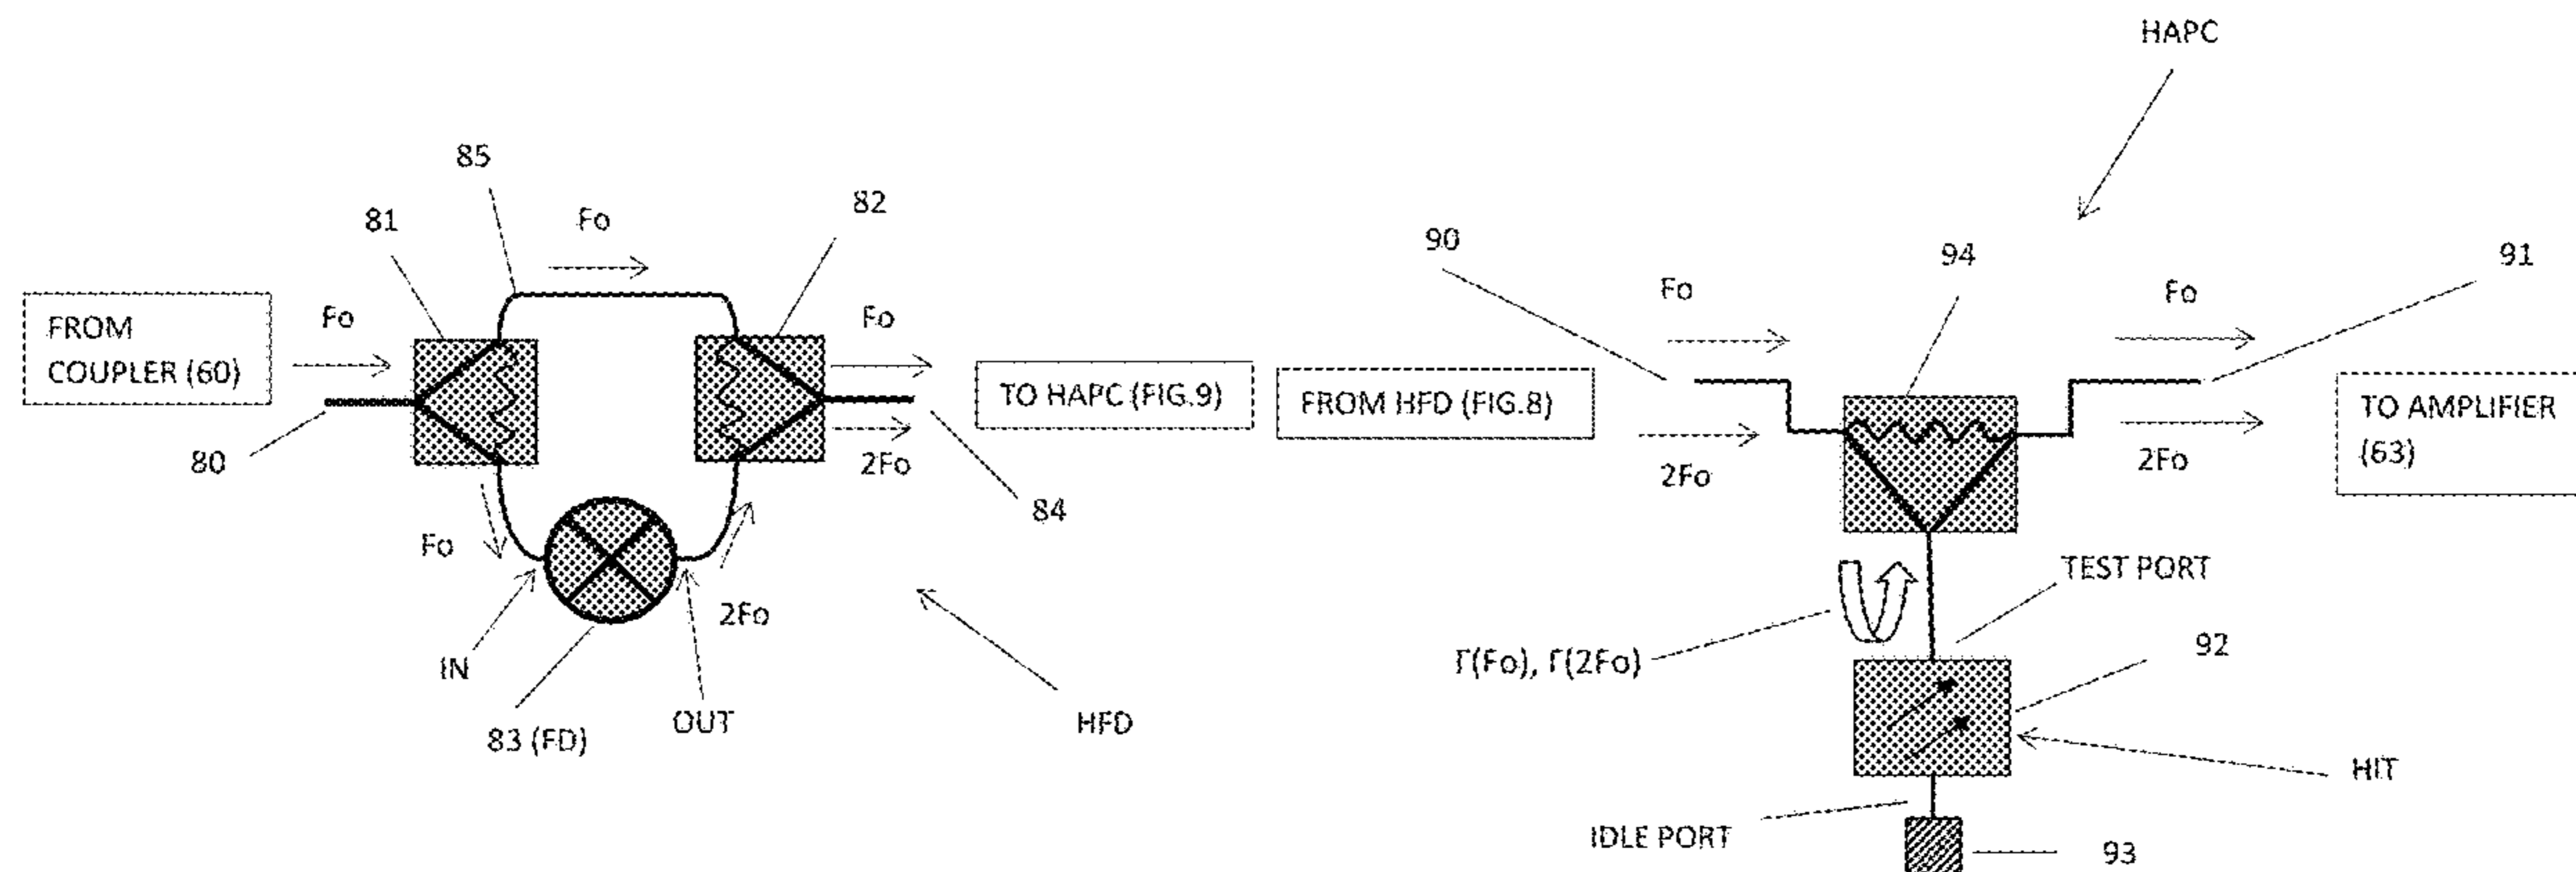 HAPC
85
Fo
82
81
90
94
91
Fo
Fo
Fo
Fo
Fo
FROM
COUPLER (60)
TO HAPC (FIG.9)
FROM HFD (FIG.8)
TO AMPLIFIER
(63)
80
2Fo
2Fo
2Fo
84
Fo
TEST PORT
2Fo
IN
Γ(Fo), Γ(2Fo)
92
83 (FD)
OUT
HFD
HIT
IDLE PORT
93